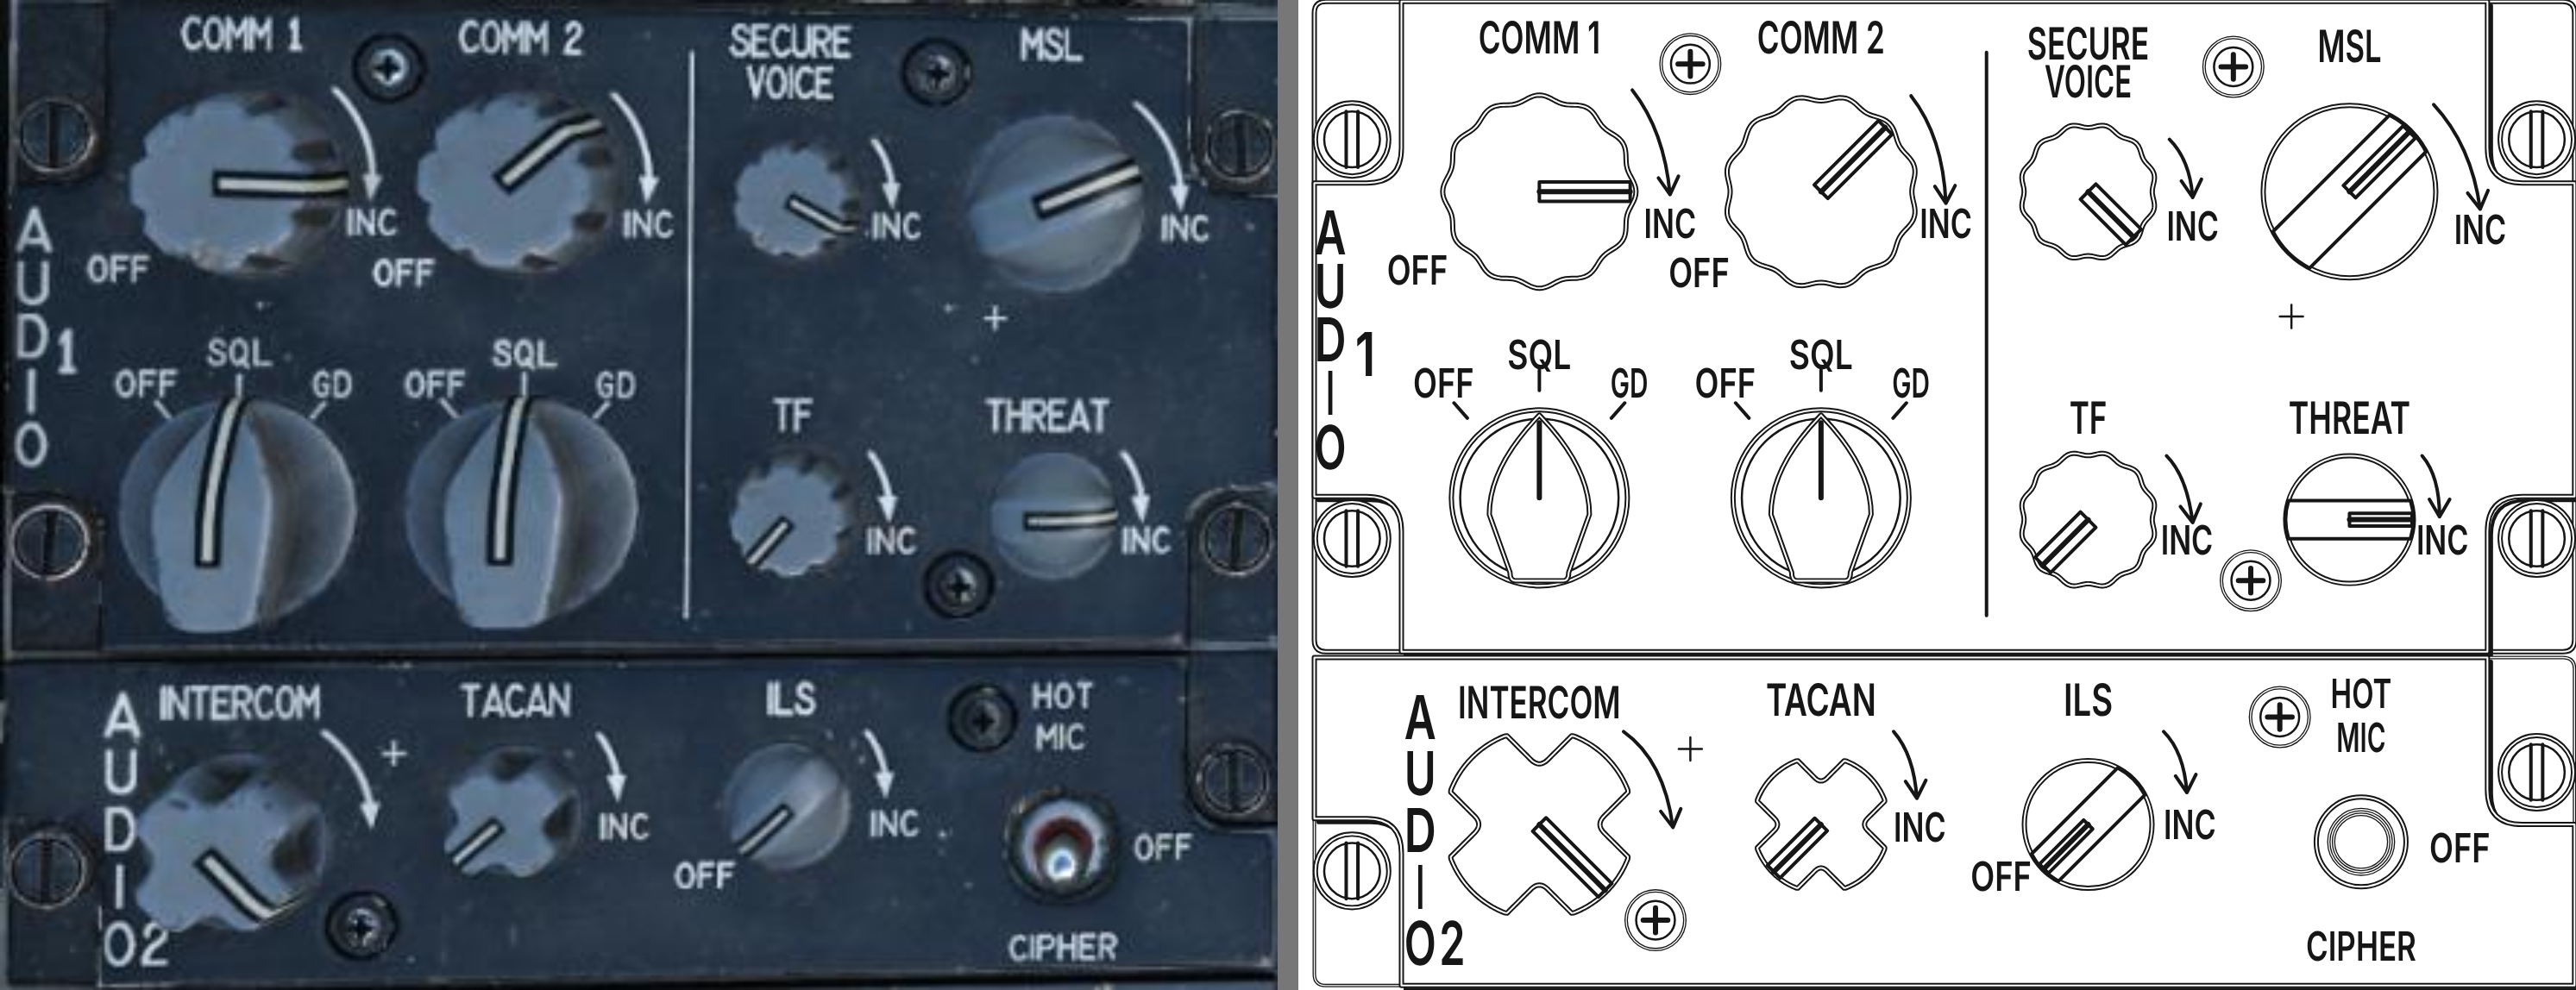 COMM 1
COMM 2
SECURE
VOICE
MSL
INC
INC
INC
INC
OFF
OFF
AUDIO 1
OFF
SQL
GD
OFF
SQL
GD
TF
THREAT
INC
INC
AUDIO 2
INTERCOM
TACAN
ILS
HOT
MIC
INC
INC
OFF
OFF
CIPHER
COMM 1
COMM 2
SECURE
VOICE
MSL
INC
INC
INC
INC
OFF
OFF
AUDIO 1
OFF
SQL
GD
OFF
SQL
GD
TF
THREAT
INC
INC
AUDIO 2
INTERCOM
TACAN
ILS
HOT
MIC
INC
INC
OFF
OFF
CIPHER